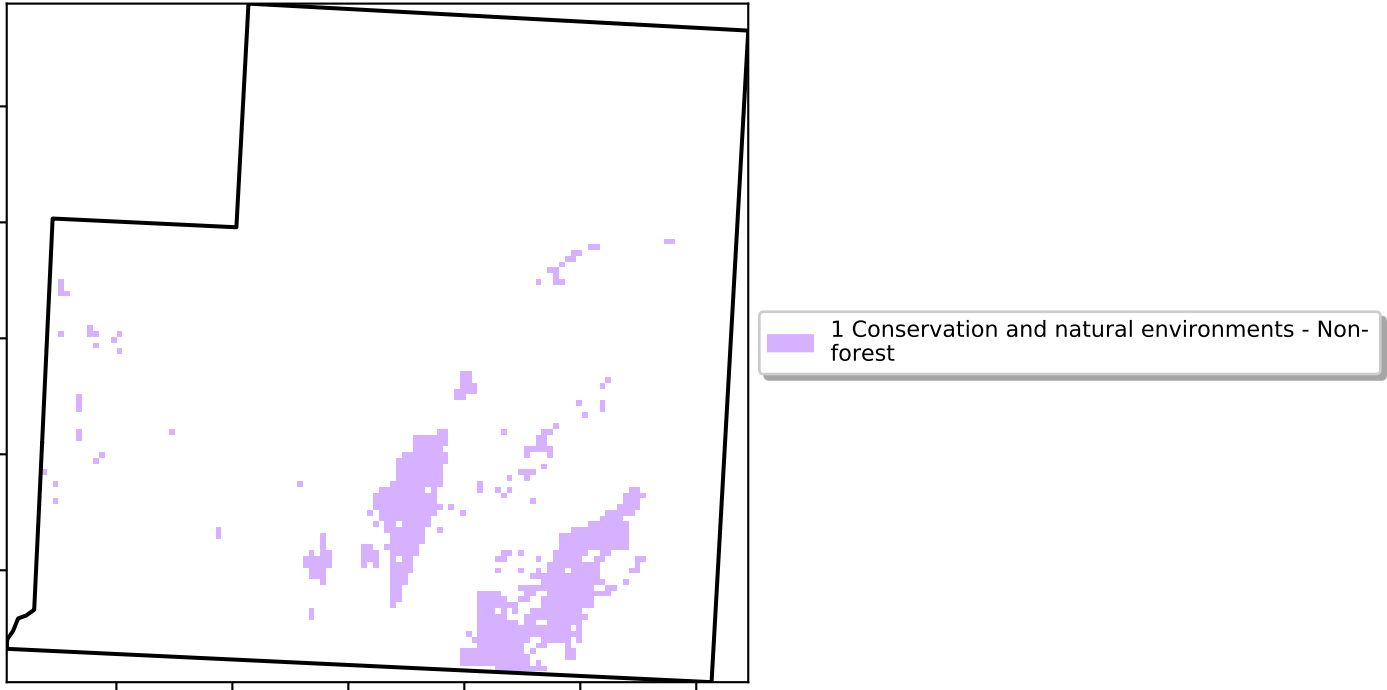 1 Conservation and natural environments - Non-
forest